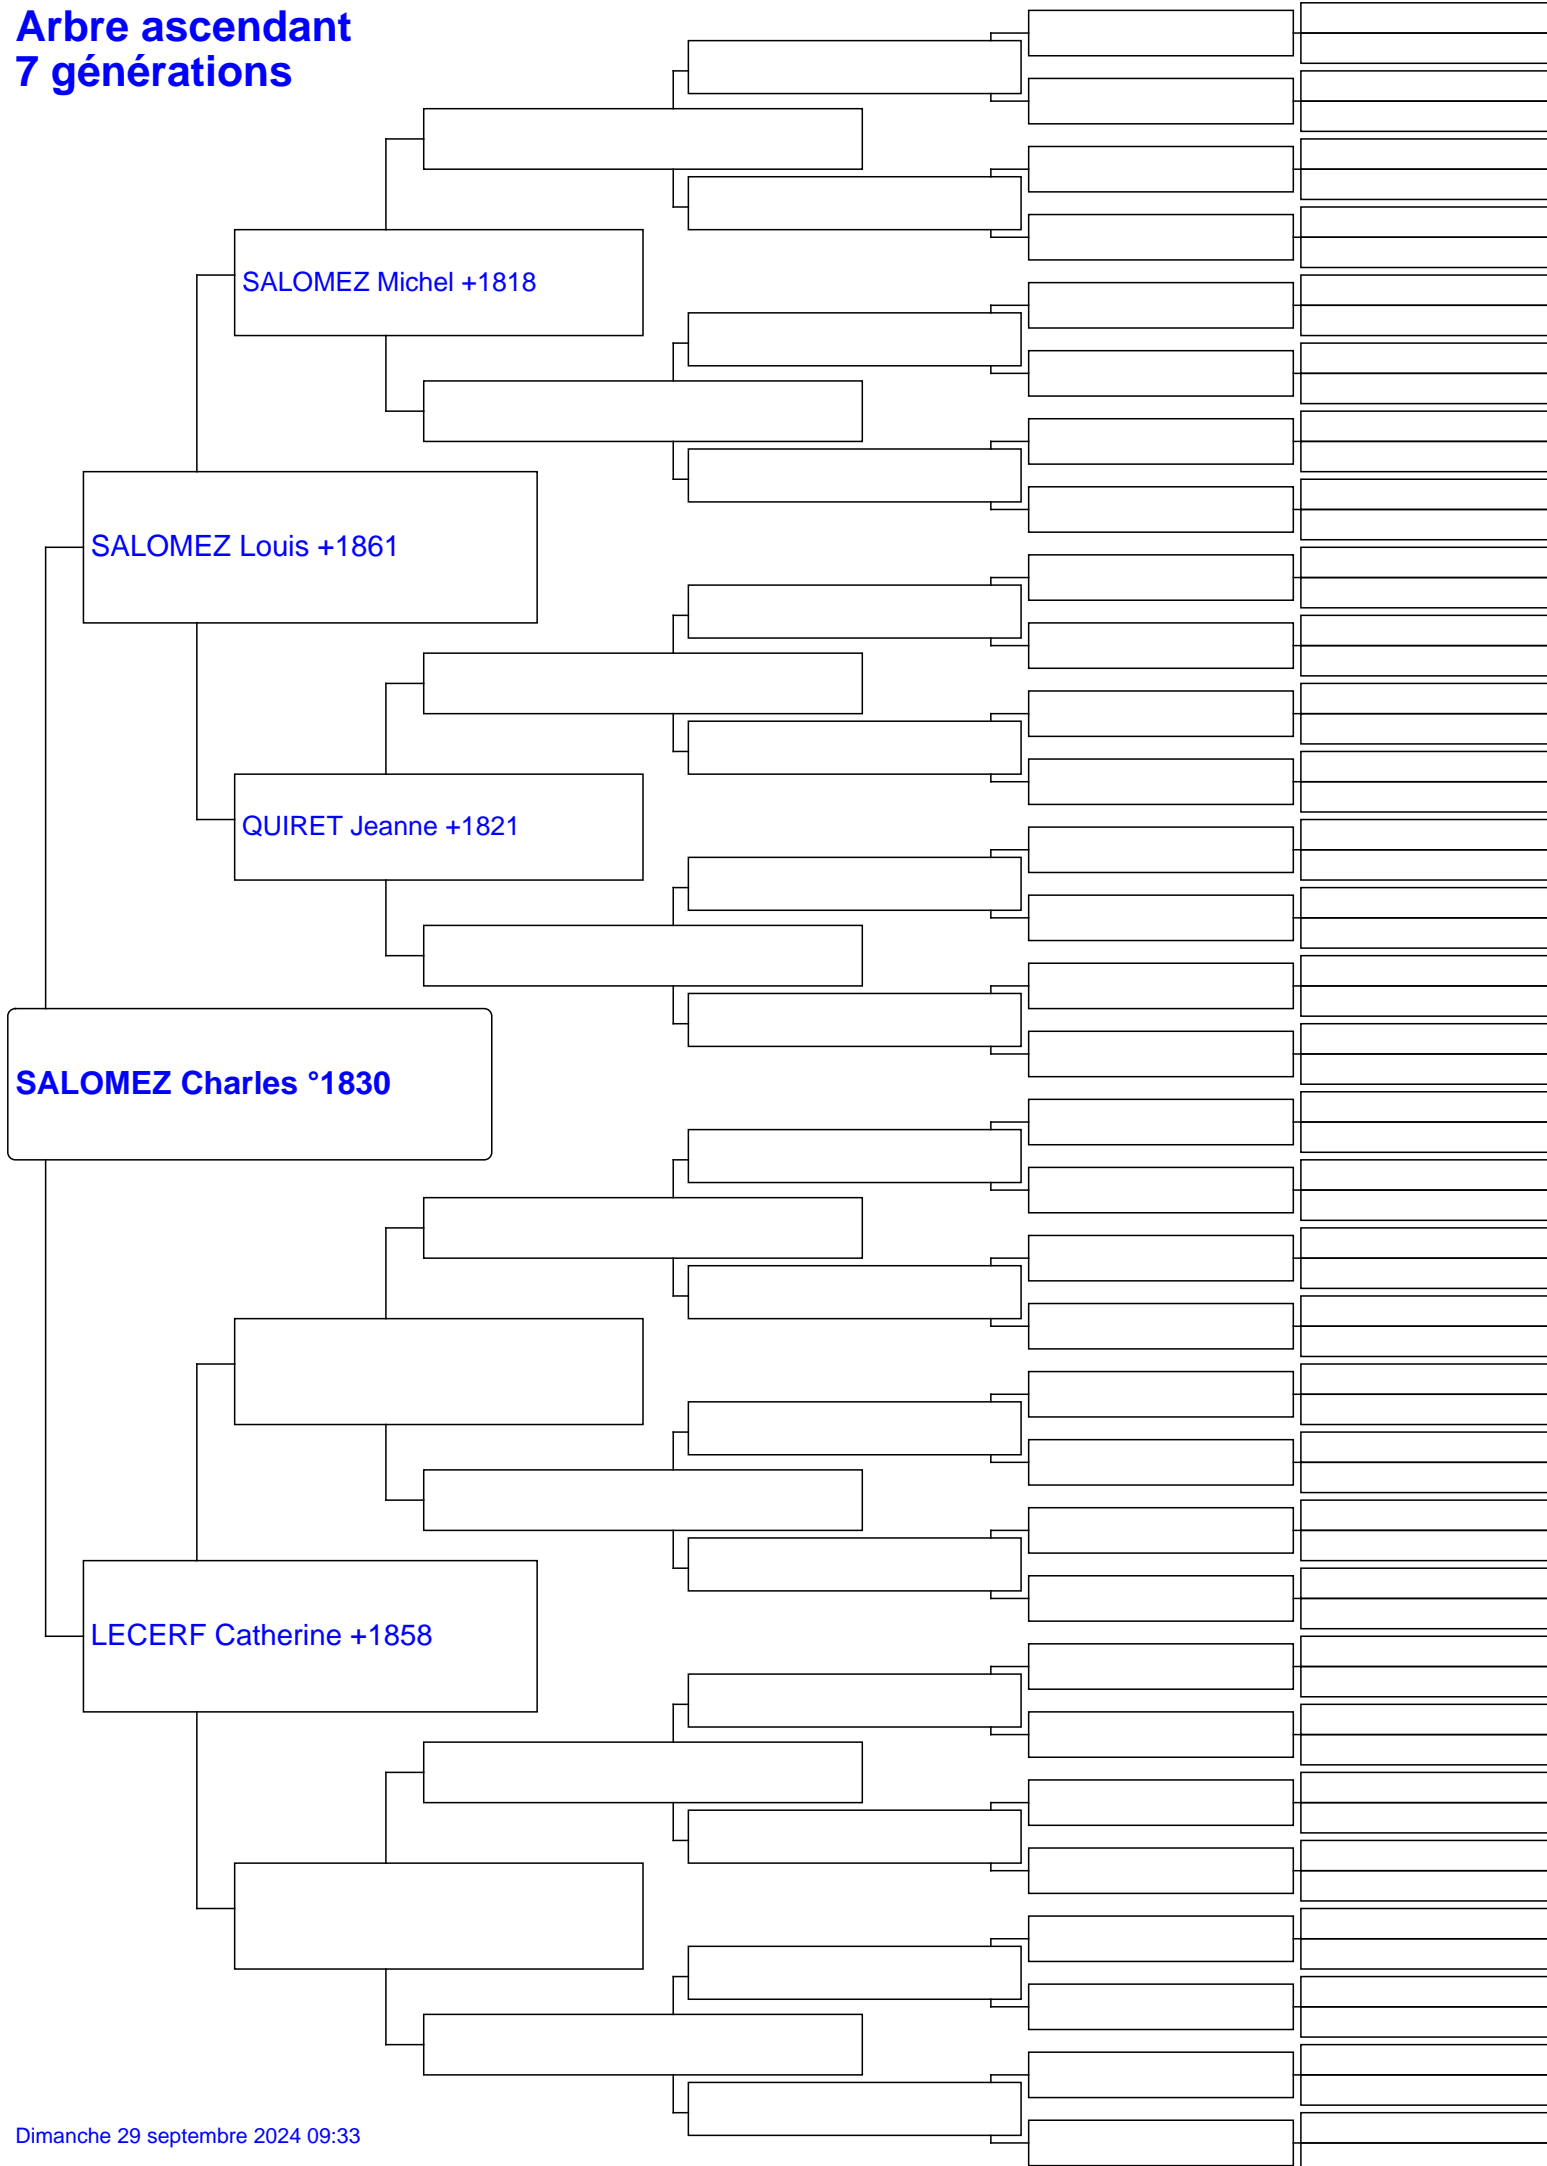 Arbre ascendant
7 générations
SALOMEZ Michel +1818
SALOMEZ Louis +1861
QUIRET Jeanne +1821
SALOMEZ Charles °1830
LECERF Catherine +1858
Dimanche 29 septembre 2024 09:33